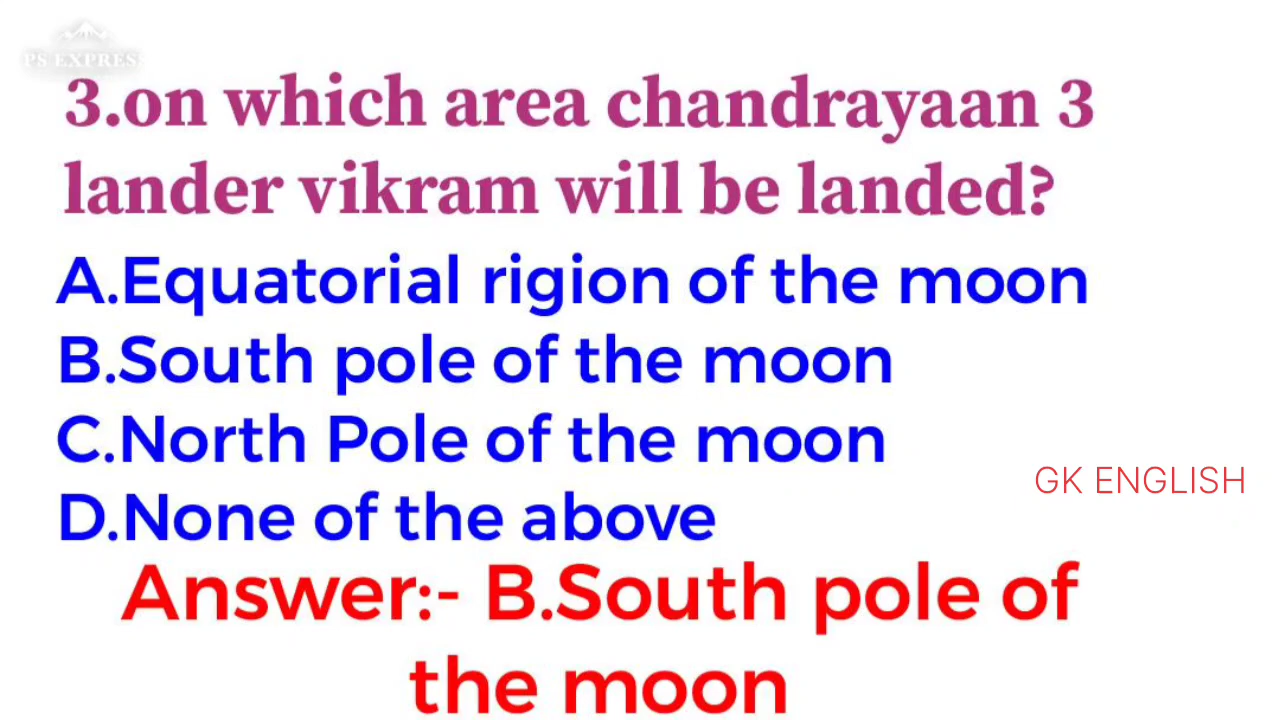 PS EXPRESS
3.on which area chandrayaan 3
lander vikram will be landed?
A.Equatorial rigion of the moon
B.South pole of the moon
C.North Pole of the moon
GK ENGLISH
D.None of the above
Answer:- B.South pole of
the moon